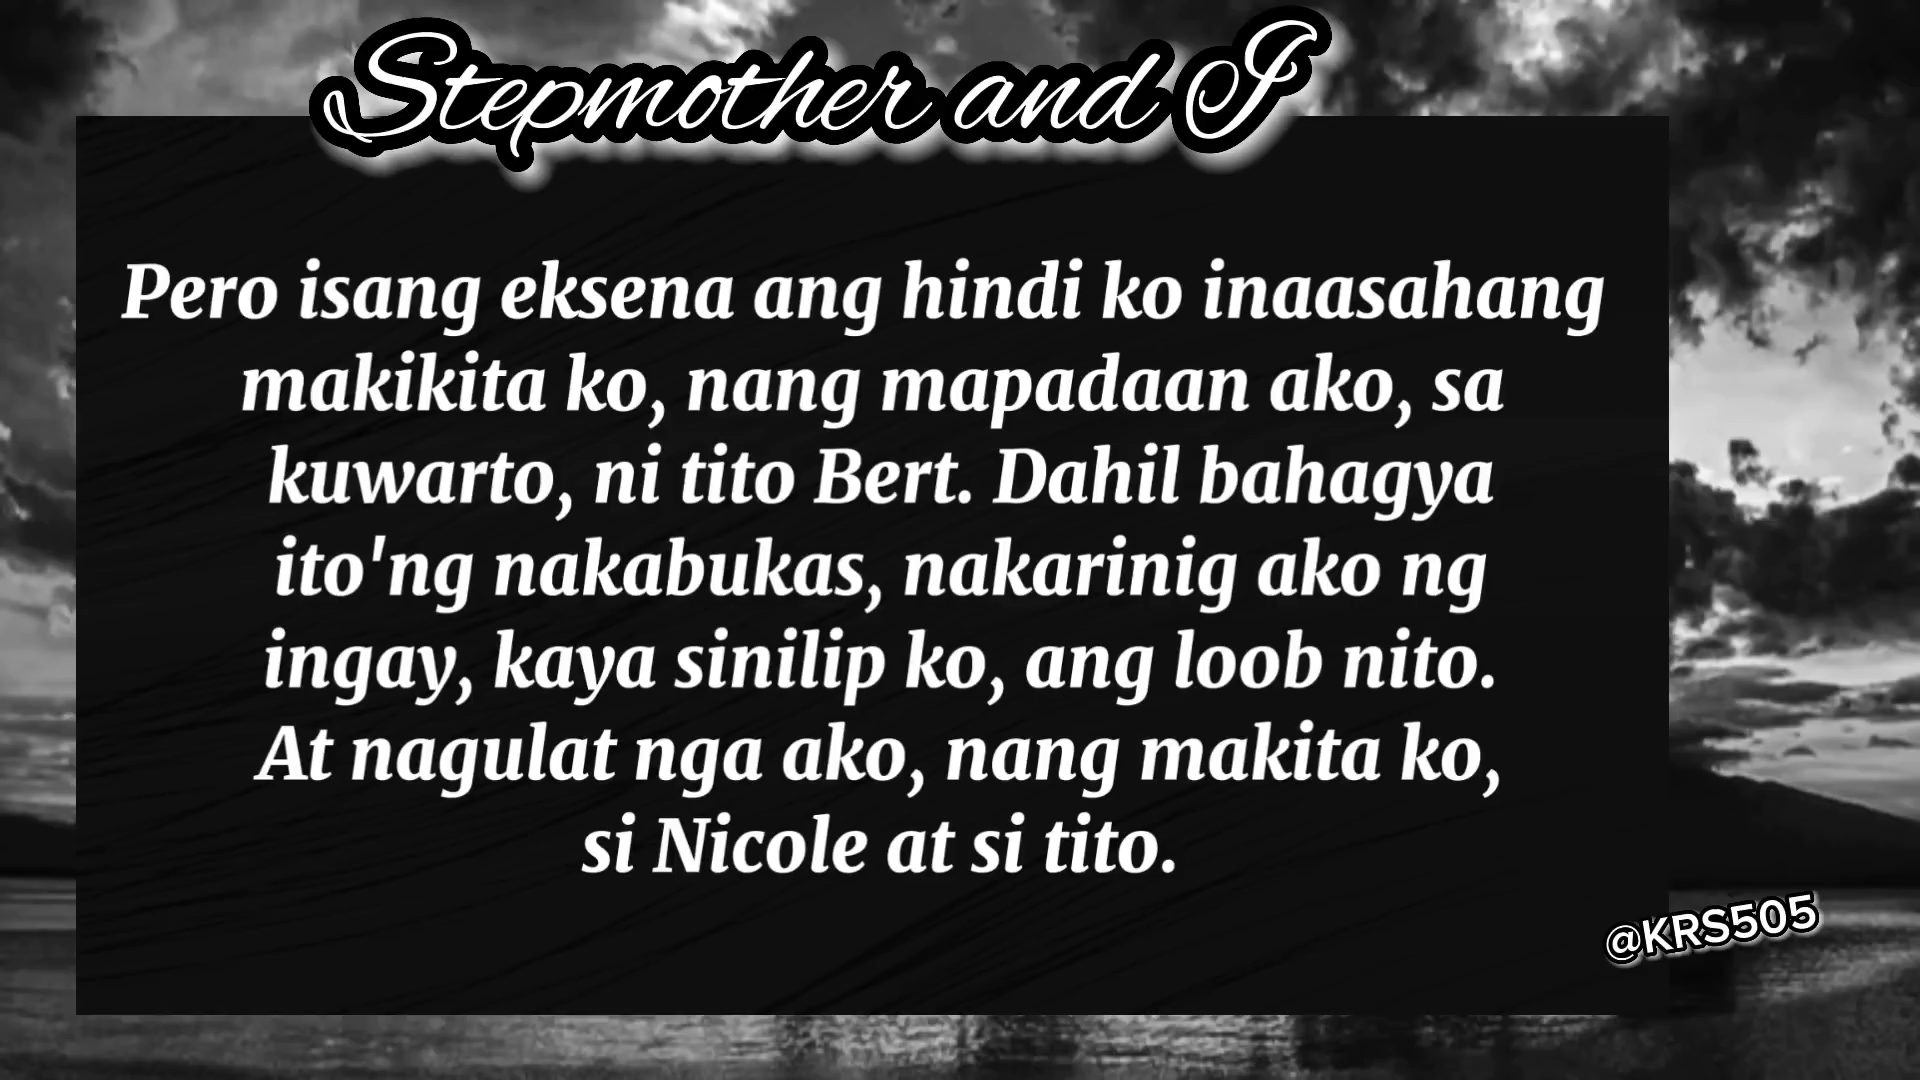 Stepmother and I
Pero isang eksena ang hindi ko inaasahang
makikita ko, nang mapadaan ako, sa
kuwarto, ni tito Bert. Dahil bahagya
ito'ng nakabukas, nakarinig ako ng
ingay, kaya sinilip ko, ang loob nito.
At nagulat nga ako, nang makita ko,
si Nicole at si tito.
@KRS505